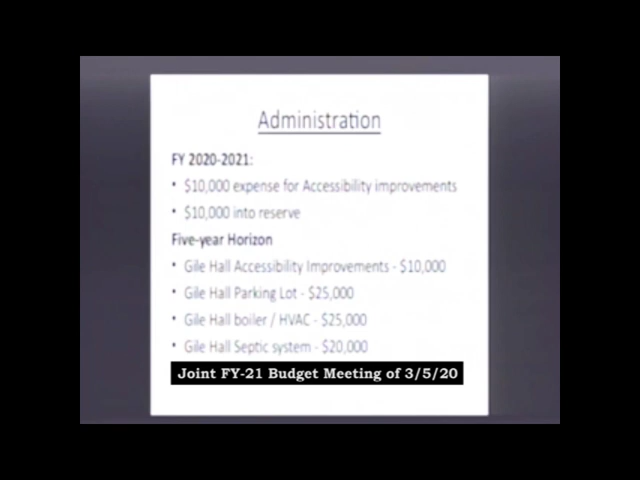 Administration
FY 2020-2021:
• $10,000 expense for Accessibility improvements
• $10,000 into reserve
Five-year Horizon
• Gile Hall Accessibility Improvements - $10,000
• Gile Hall Parking Lot - $25,000
• Gile Hall boiler / HVAC - $25,000
• Gile Hall Septic system - $20,000
Joint FY-21 Budget Meeting of 3/5/20